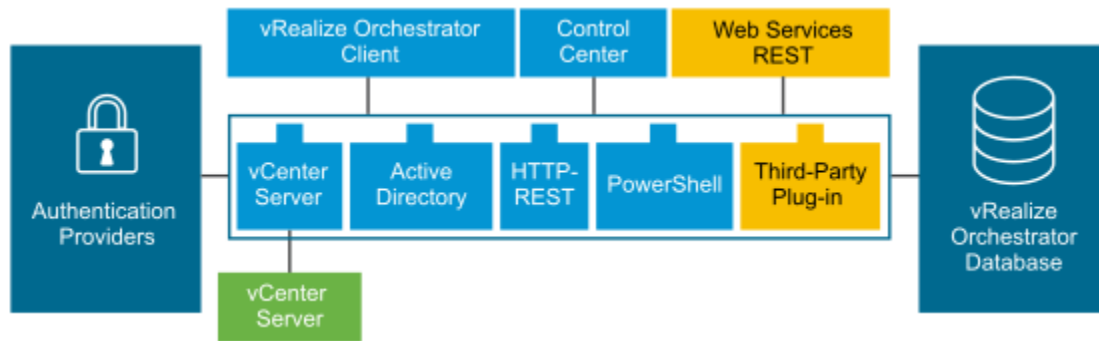 vRealize Orchestrator
Client
Control
Center
Web Services
REST
Authentication
Providers
vCenter
Server
Active
Directory
HTTP-
REST
PowerShell
Third-Party
Plug-in
vRealize
Orchestrator
Database
vCenter
Server